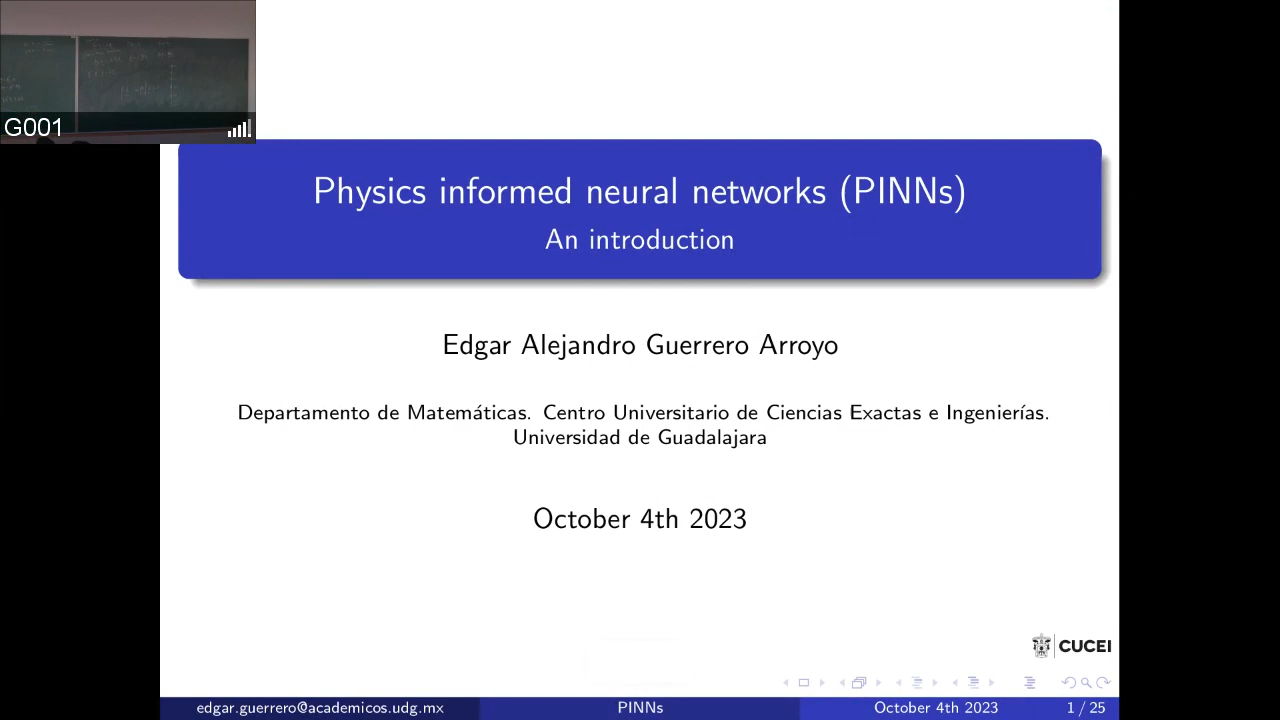 G001
Physics informed neural networks (PINNs)
An introduction
Edgar Alejandro Guerrero Arroyo
Departamento de Matemáticas. Centro Universitario de Ciencias Exactas e Ingenierías.
Universidad de Guadalajara
October 4th 2023
CUCEI
edgar.guerrero@academicos.udg.mx PINNs October 4th 2023 1 / 25